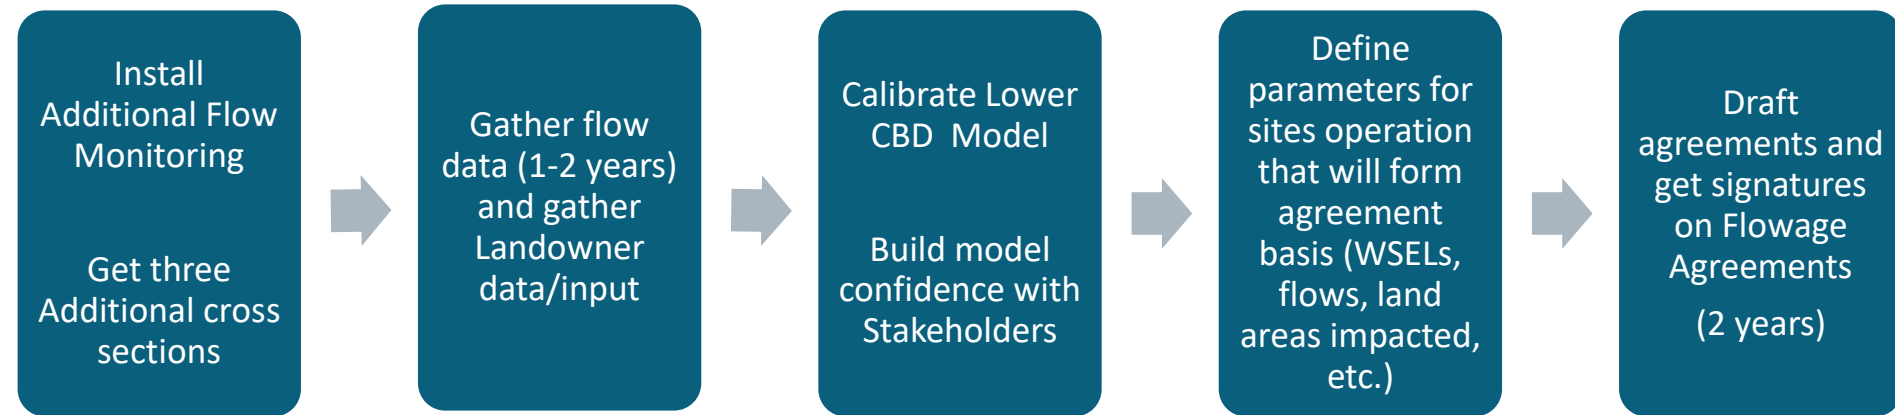 Install
Additional Flow
Monitoring
Get three
Additional cross
sections
Gather flow
data (1-2 years)
and gather
Landowner
data/input
Calibrate Lower
CBD  Model
Build model
confidence with
Stakeholders
Define
parameters for
sites operation
that will form
agreement
basis (WSELs,
flows, land
areas impacted,
etc.)
Draft
agreements and
get signatures
on Flowage
Agreements
(2 years)